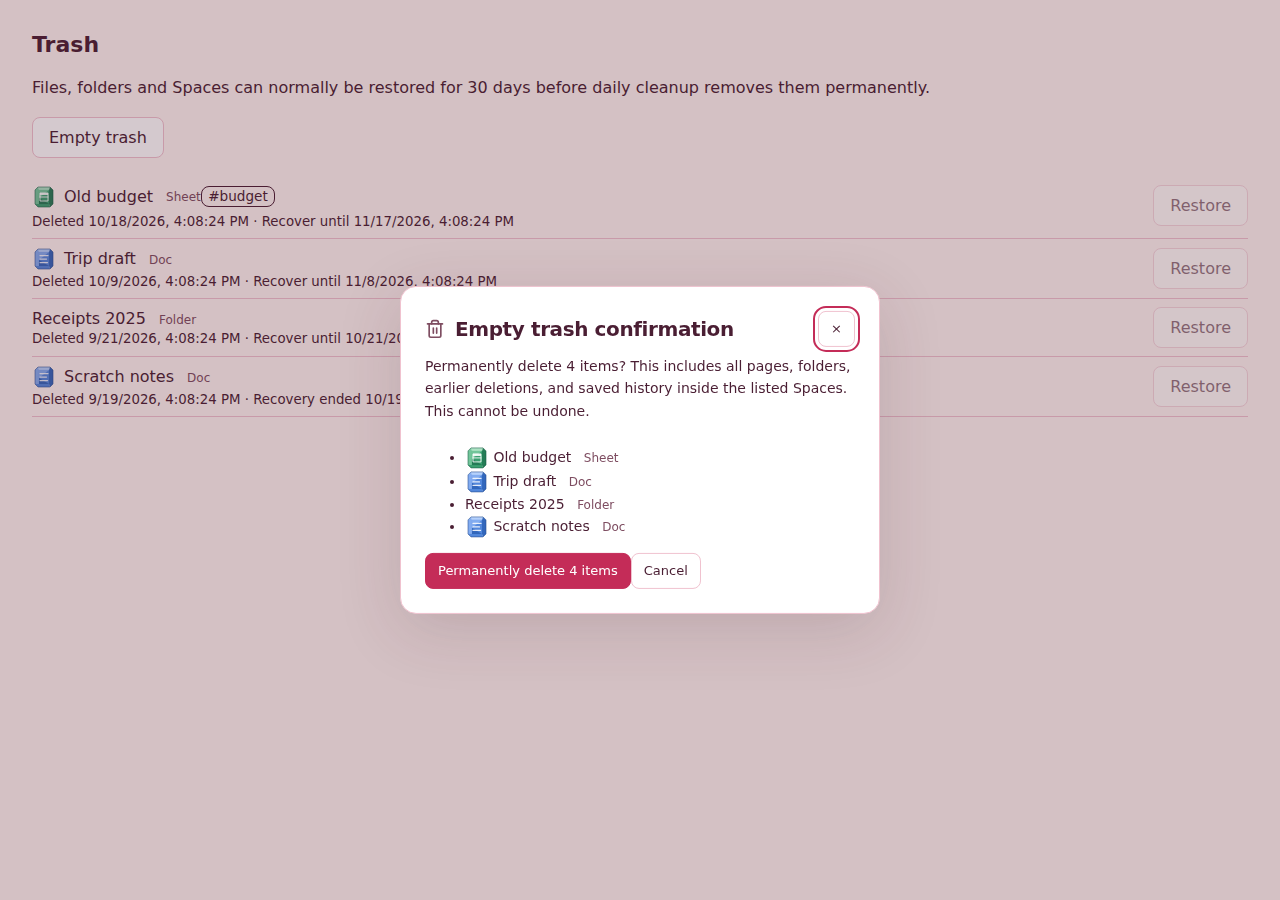 Trash
Files, folders and Spaces can normally be restored for 30 days before daily cleanup removes them permanently.
Empty trash
Old budget Sheet #budget
Deleted 10/18/2026, 4:08:24 PM · Recover until 11/17/2026, 4:08:24 PM
Restore
Trip draft Doc
Deleted 10/9/2026, 4:08:24 PM · Recover until 11/8/2026, 4:08:24 PM
Restore
Receipts 2025 Folder
Deleted 9/21/2026, 4:08:24 PM · Recover until
Restore
Scratch notes Doc
Deleted 9/19/2026, 4:08:24 PM · Recovery ended
Restore
Empty trash confirmation
×
Permanently delete 4 items? This includes all pages, folders,
earlier deletions, and saved history inside the listed Spaces.
This cannot be undone.
• Old budget Sheet
• Trip draft Doc
• Receipts 2025 Folder
• Scratch notes Doc
Permanently delete 4 items
Cancel